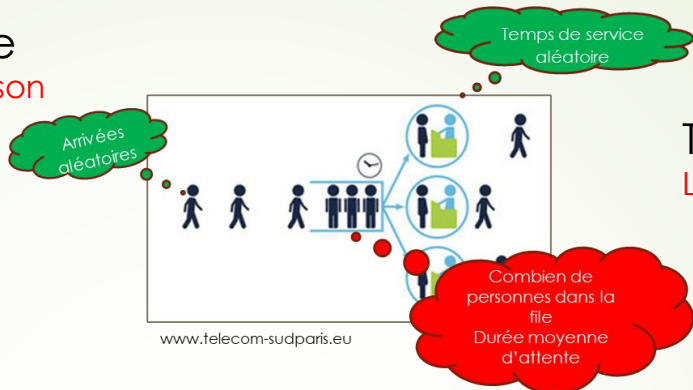 e
son
Temps de service
aléatoire
Arrivées
aléatoires
T
L
Combien de
personnes dans la
file
Durée moyenne
d'attente
www.telecom-sudparis.eu